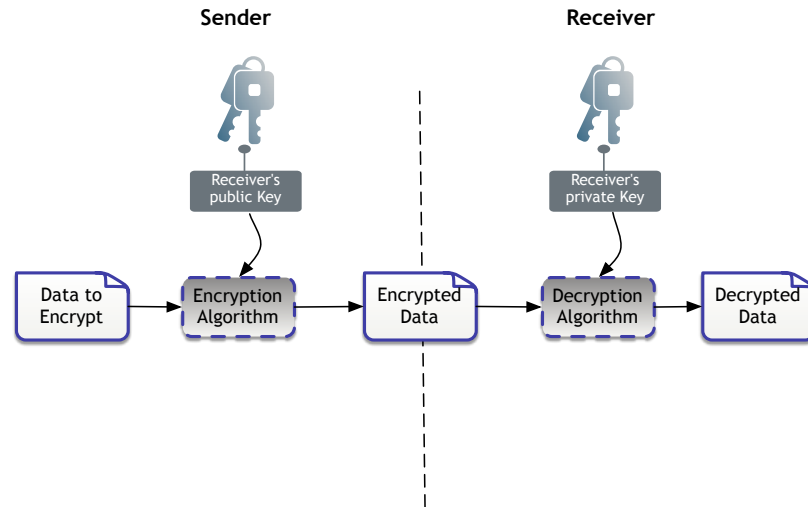 Sender
Receiver
Receiver's
public Key
Receiver's
private Key
Data to
Encrypt
Encryption
Algorithm
Encrypted
Data
Decryption
Algorithm
Decrypted
Data